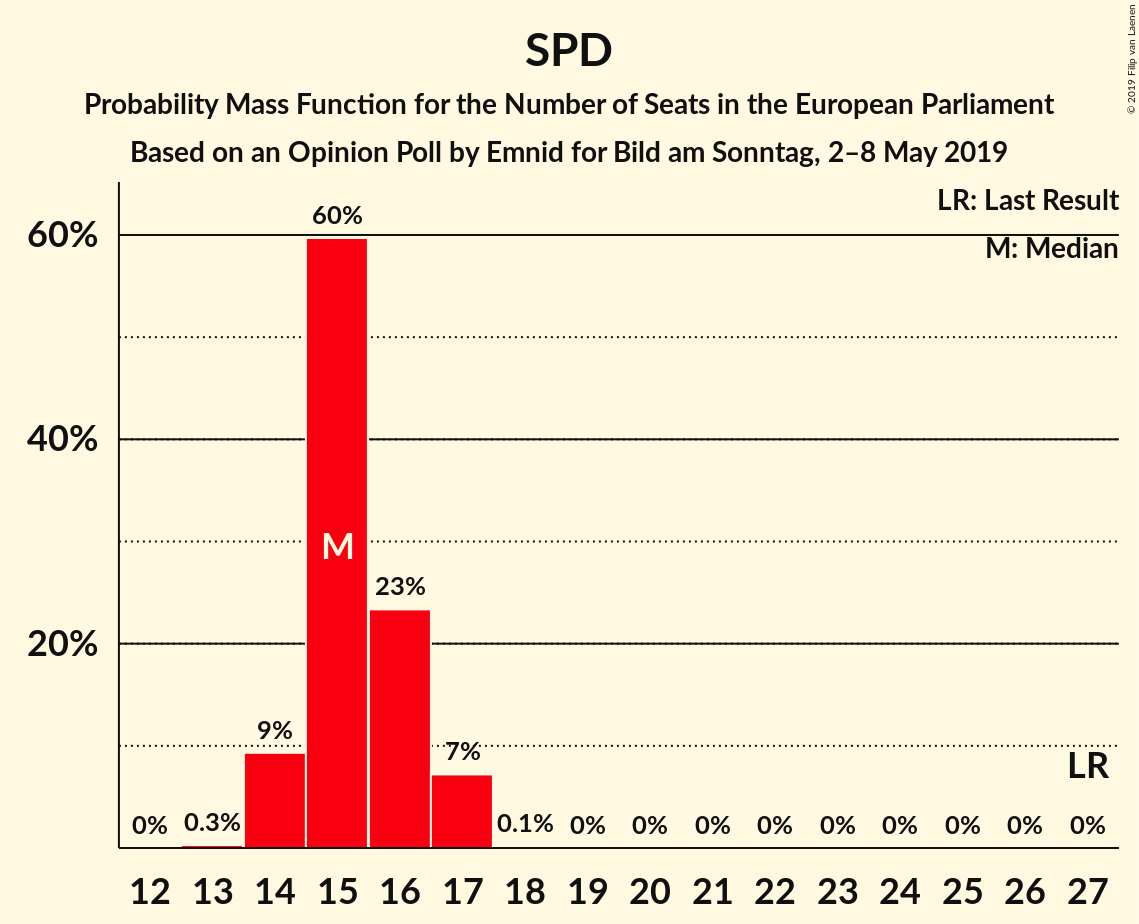 SPD
Probability Mass Function for the Number of Seats in the European Parliament
Based on an Opinion Poll by Emnid for Bild am Sonntag, 2–8 May 2019
© 2019 Filip van Laenen
LR: Last Result
M: Median
60%
40%
20%
0%
0.3%
9%
60%
M
23%
7%
0.1%
0%
0%
0%
0%
0%
0%
0%
0%
0%
LR
12 13 14 15 16 17 18 19 20 21 22 23 24 25 26 27